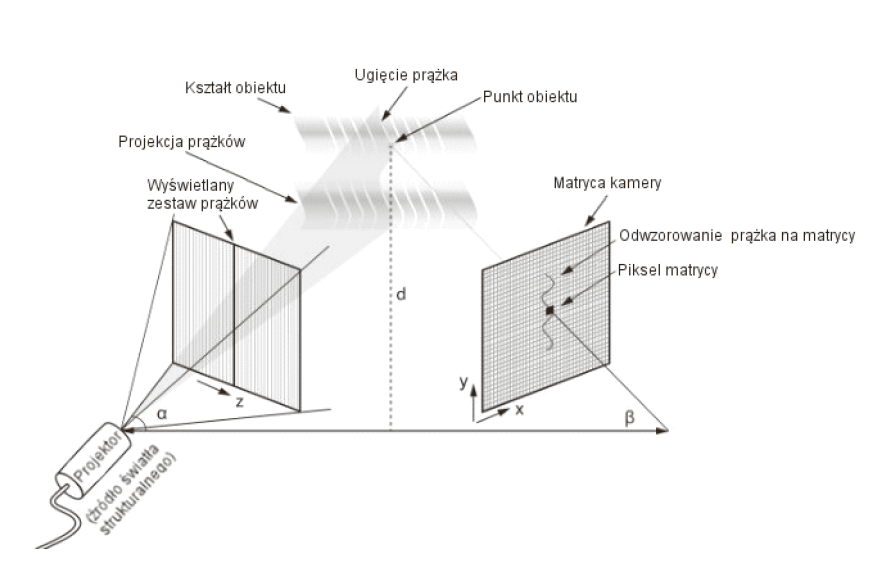 Ugięcie prążka
Kształt obiektu
Punkt obiektu
Projekcja prążków
Wyświetlany
zestaw prążków
Matryca kamery
Odwzorowanie prążka na matrycy
Piksel matrycy
d
z
y
x
α
β
Projektor
(źródło światła
strukturalnego)